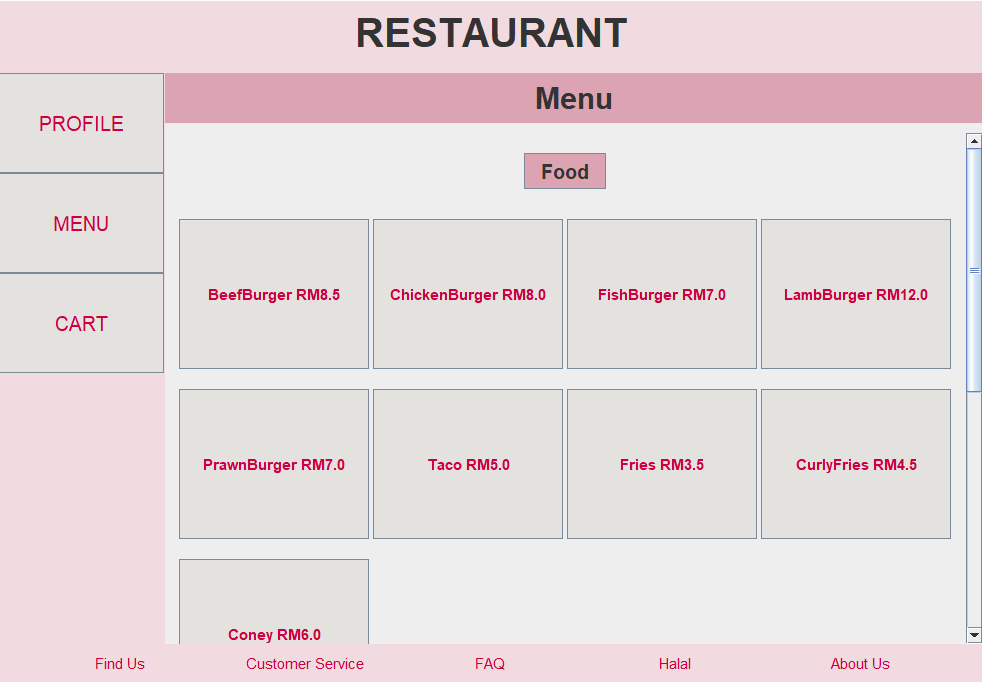 RESTAURANT
PROFILE
MENU
CART
Menu
Food
BeefBurger RM8.5
ChickenBurger RM8.0
FishBurger RM7.0
LambBurger RM12.0
PrawnBurger RM7.0
Taco RM5.0
Fries RM3.5
CurlyFries RM4.5
Coney RM6.0
Find Us
Customer Service
FAQ
Halal
About Us